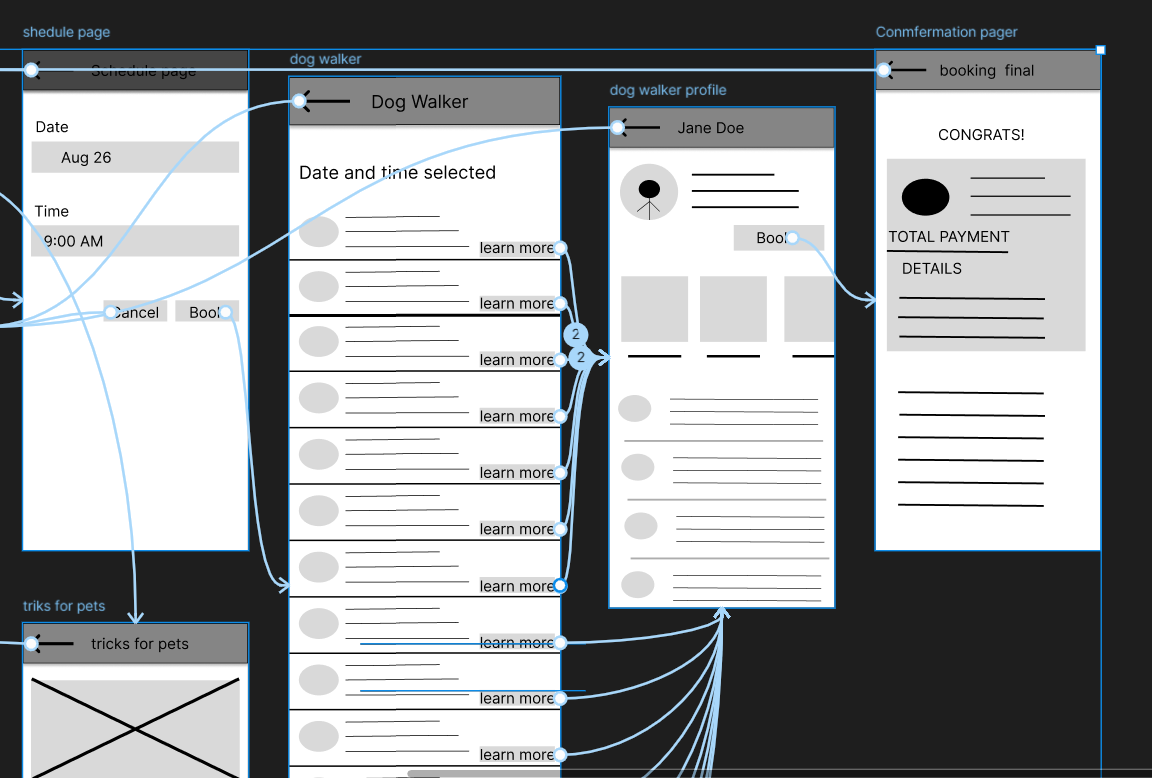 shedule page
Schedule page
Date
Aug 26
Time
9:00 AM
Cancel
Book
triks for pets
tricks for pets
dog walker
Dog Walker
Date and time selected
learn more
learn more
learn more
learn more
learn more
learn more
learn more
learn more
learn more
learn more
2
2
dog walker profile
Jane Doe
Book
Conmfermation pager
booking final
CONGRATS!
TOTAL PAYMENT
DETAILS